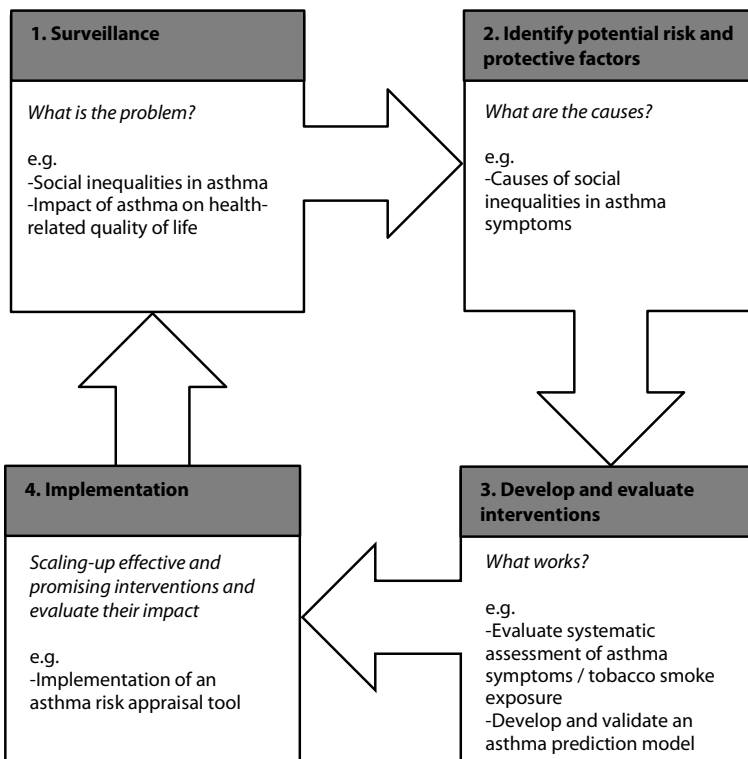 1. Surveillance
What is the problem?
e.g.
-Social inequalities in asthma
-Impact of asthma on health-
related quality of life
2. Identify potential risk and
protective factors
What are the causes?
e.g.
-Causes of social
inequalities in asthma
symptoms
3. Develop and evaluate
interventions
What works?
e.g.
-Evaluate systematic
assessment of asthma
symptoms / tobacco smoke
exposure
-Develop and validate an
asthma prediction model
4. Implementation
Scaling-up effective and
promising interventions and
evaluate their impact
e.g.
-Implementation of an
asthma risk appraisal tool